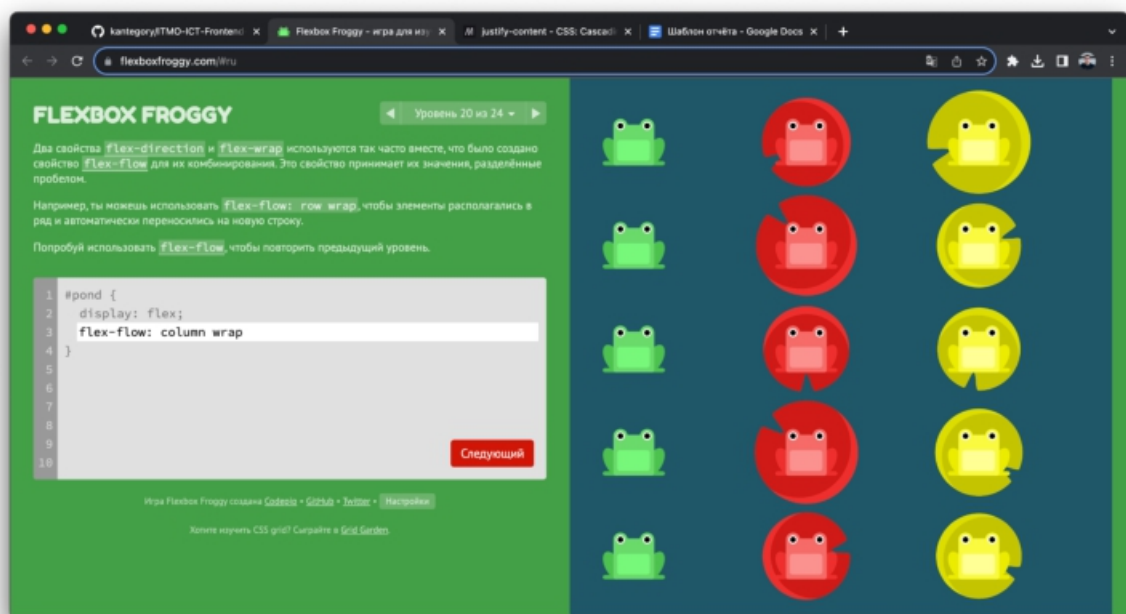 kantegory/ITMO-ICT-Frontend
Flexbox Froggy - игра для изу
justify-content - CSS: Cascadi
Шаблон отчёта - Google Docs
flexboxfroggy.com/#ru
FLEXBOX FROGGY
Уровень 20 из 24
Два свойства flex-direction и flex-wrap используются так часто вместе, что было создано
свойство flex-flow для их комбинирования. Это свойство принимает их значения, разделённые
пробелом.
Например, ты можешь использовать flex-flow: row wrap, чтобы элементы располагались в
ряд и автоматически переносились на новую строку.
Попробуй использовать flex-flow, чтобы повторить предыдущий уровень.
1 #pond {
2 display: flex;
3 flex-flow: column wrap
4 }
5
6
7
8
9
10
Следующий
Игра Flexbox Froggy создана Codepip • GitHub • Twitter • Настройки
Хотите изучить CSS grid? Сыграйте в Grid Garden.